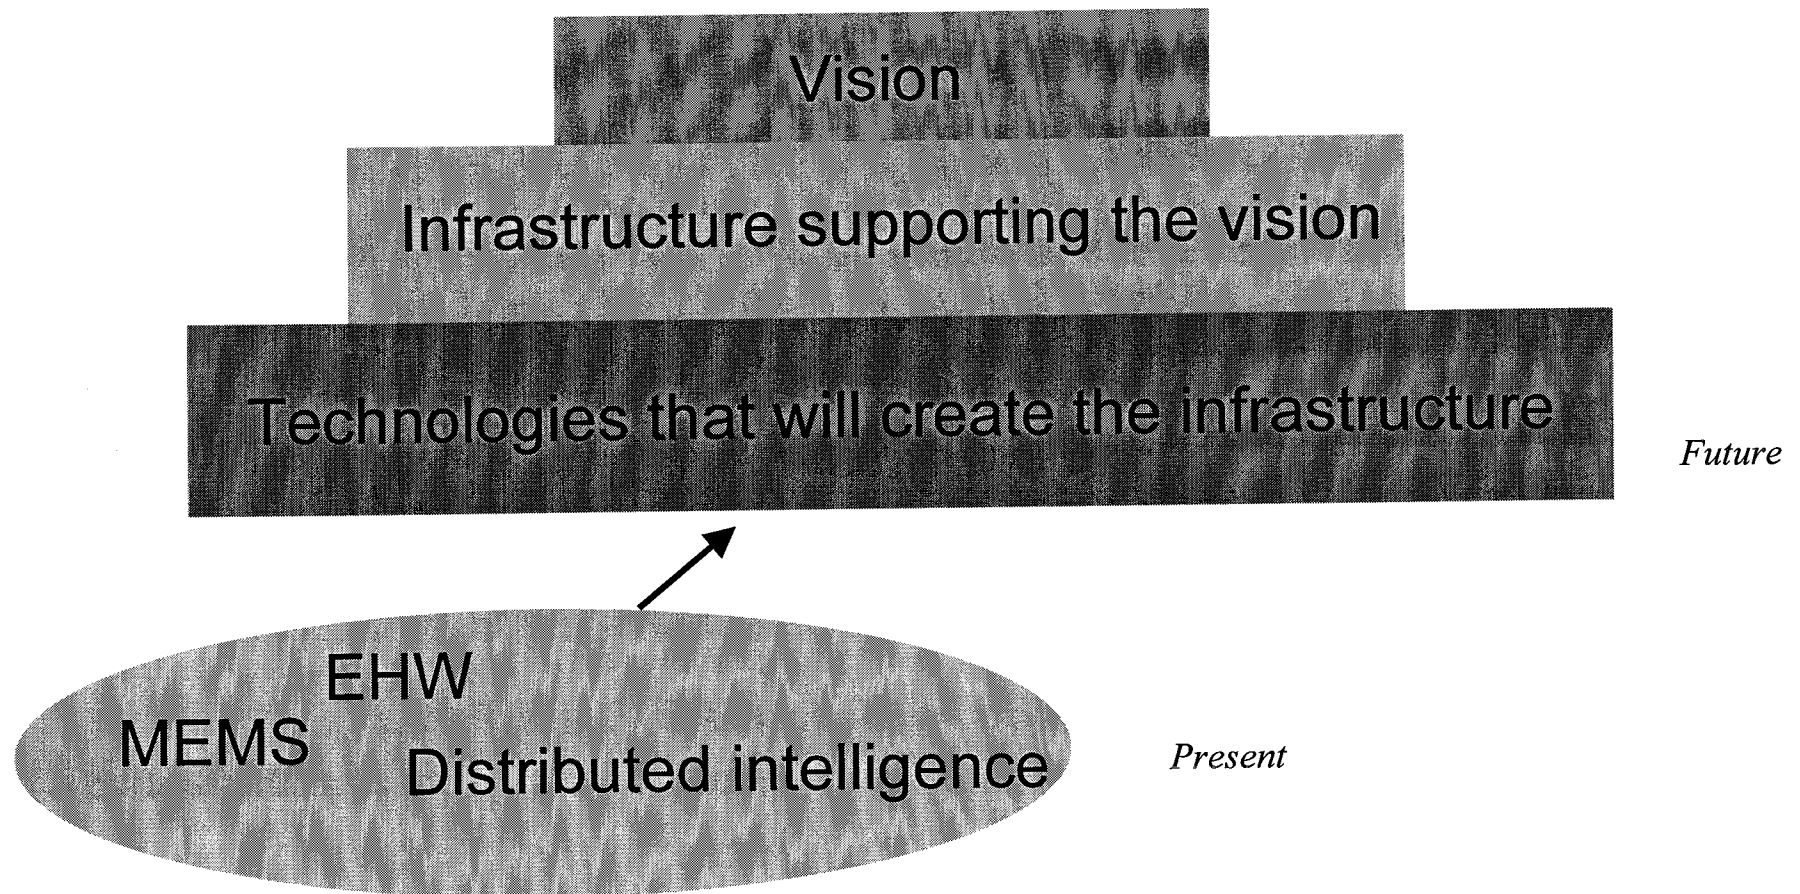 Vision
Infrastructure supporting the vision
Technologies that will create the infrastructure
Future
EHW
MEMS
Distributed intelligence
Present